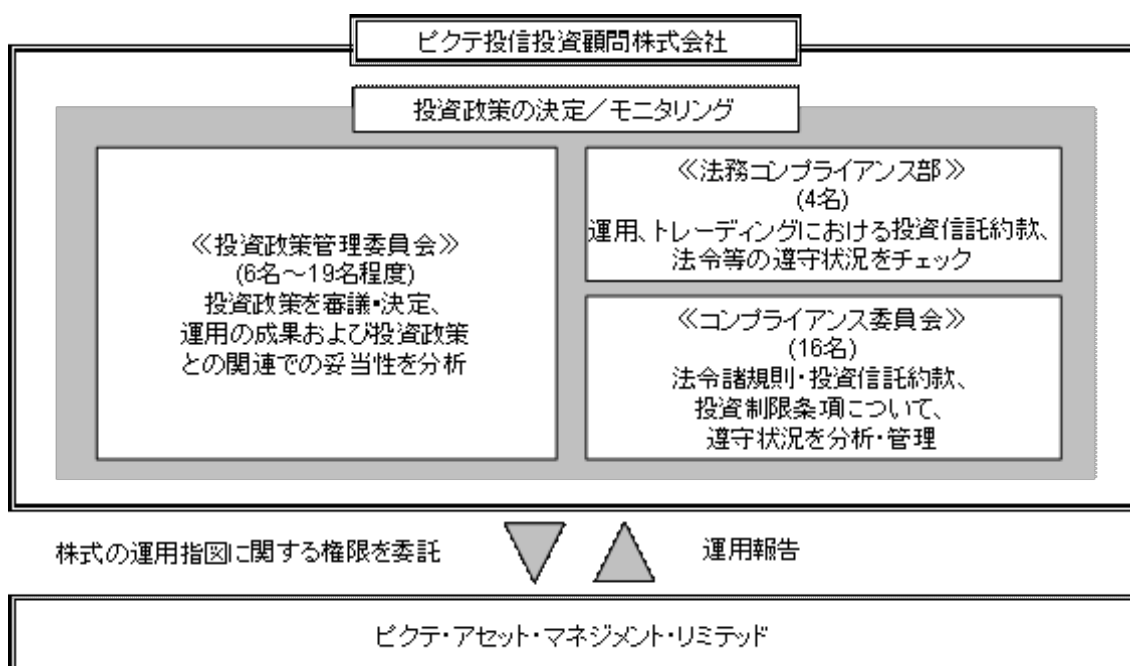 ピクテ投信投資顧問株式会社
投資政策の決定／モニタリング
≪投資政策管理委員会≫
(6名～19名程度)
投資政策を審議・決定、
運用の成果および投資政策
との関連での妥当性を分析
≪法務コンプライアンス部≫
(4名)
運用、トレーディングにおける投資信託約款、
法令等の遵守状況をチェック
≪コンプライアンス委員会≫
(16名)
法令諸規則・投資信託約款、
投資制限条項について、
遵守状況を分析・管理
株式の運用指図に関する権限を委託
運用報告
ピクテ・アセット・マネジメント・リミテッド